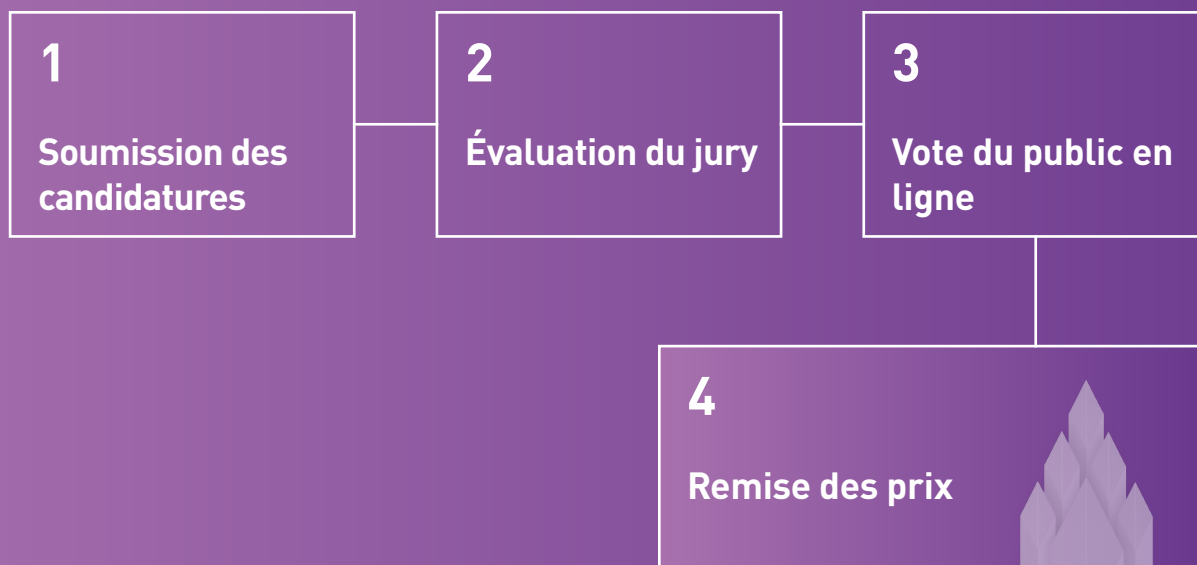 1
Soumission des
candidatures
2
Évaluation du jury
3
Vote du public en
ligne
4
Remise des prix